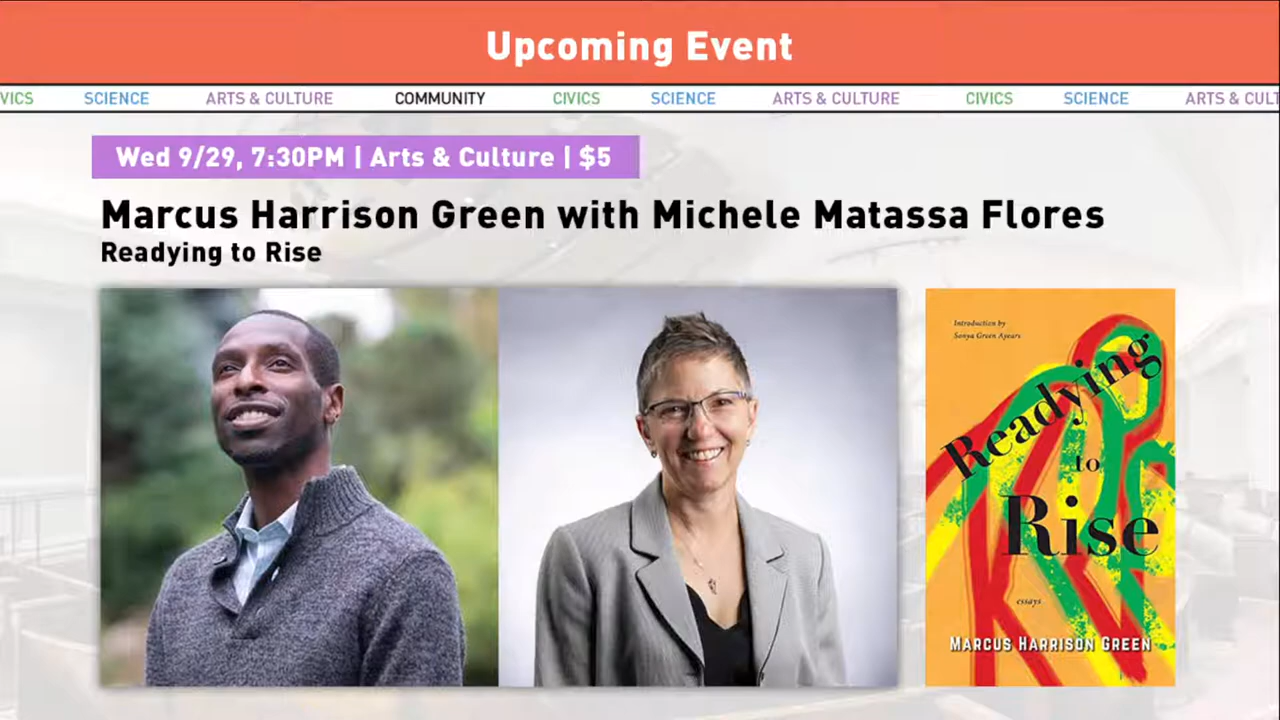 Upcoming Event
VICS SCIENCE ARTS & CULTURE COMMUNITY CIVICS SCIENCE ARTS & CULTURE CIVICS SCIENCE ARTS & CULT
Wed 9/29, 7:30PM | Arts & Culture | $5
Marcus Harrison Green with Michele Matassa Flores
Readying to Rise
Introduction by
Sonya Green Ayears
Readying
to
Rise
essays
MARCUS HARRISON GREEN